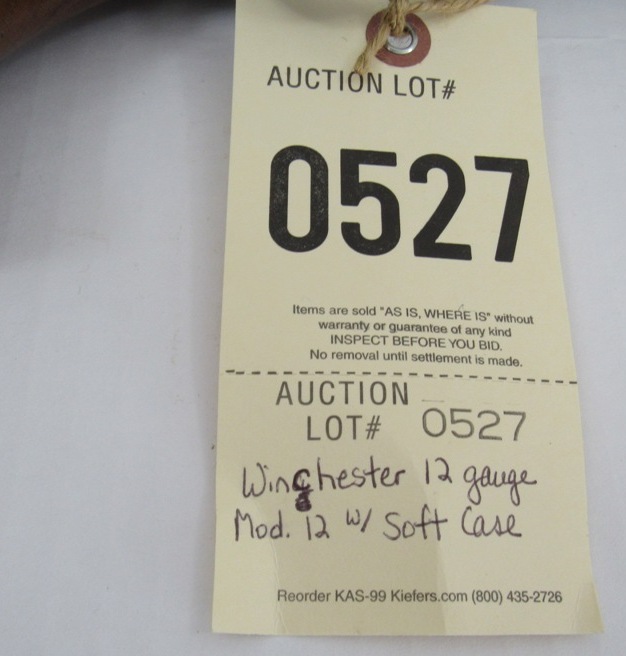 AUCTION LOT#
0527
Items are sold "AS IS, WHERE IS" without
warranty or guarantee of any kind
INSPECT BEFORE YOU BID.
No removal until settlement is made.
AUCTION
LOT# 0527
Winchester 12 gauge
Mod. 12 w/ Soft Case
Reorder KAS-99 Kiefers.com (800) 435-2726